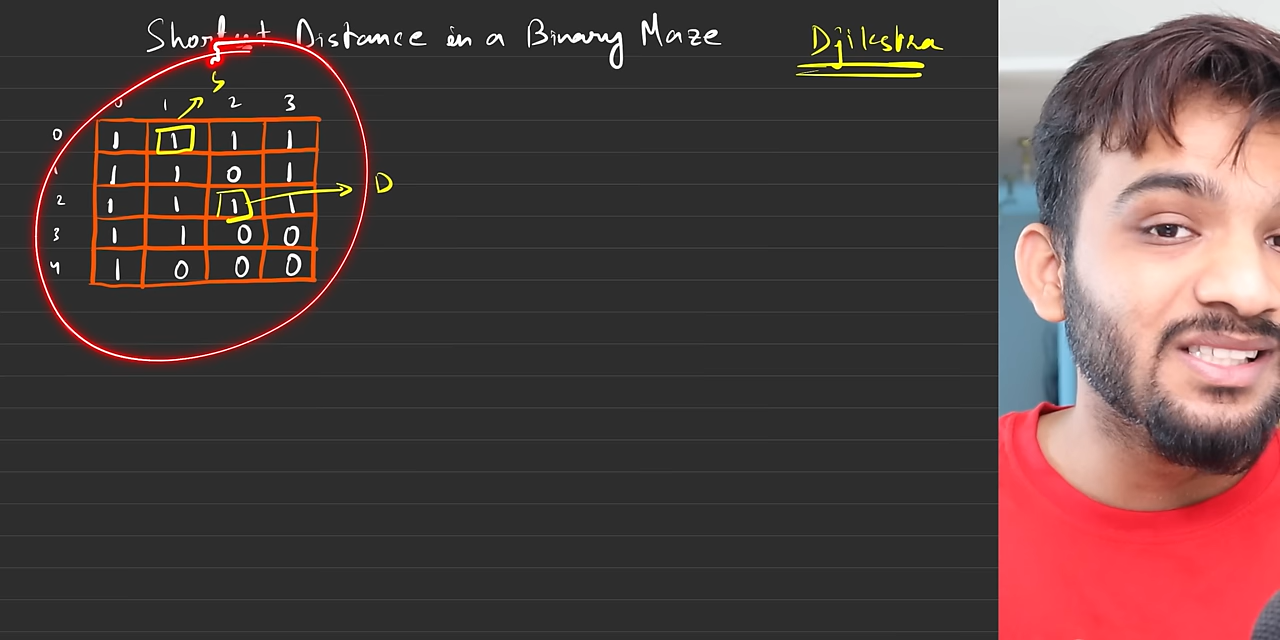 Shortest Distance in a Binary Maze
Djikstra
S
0 1 2 3
0 1 1 1 1
1 1 1 0 1
2 1 1 1 1 D
3 1 1 0 0
4 1 0 0 0